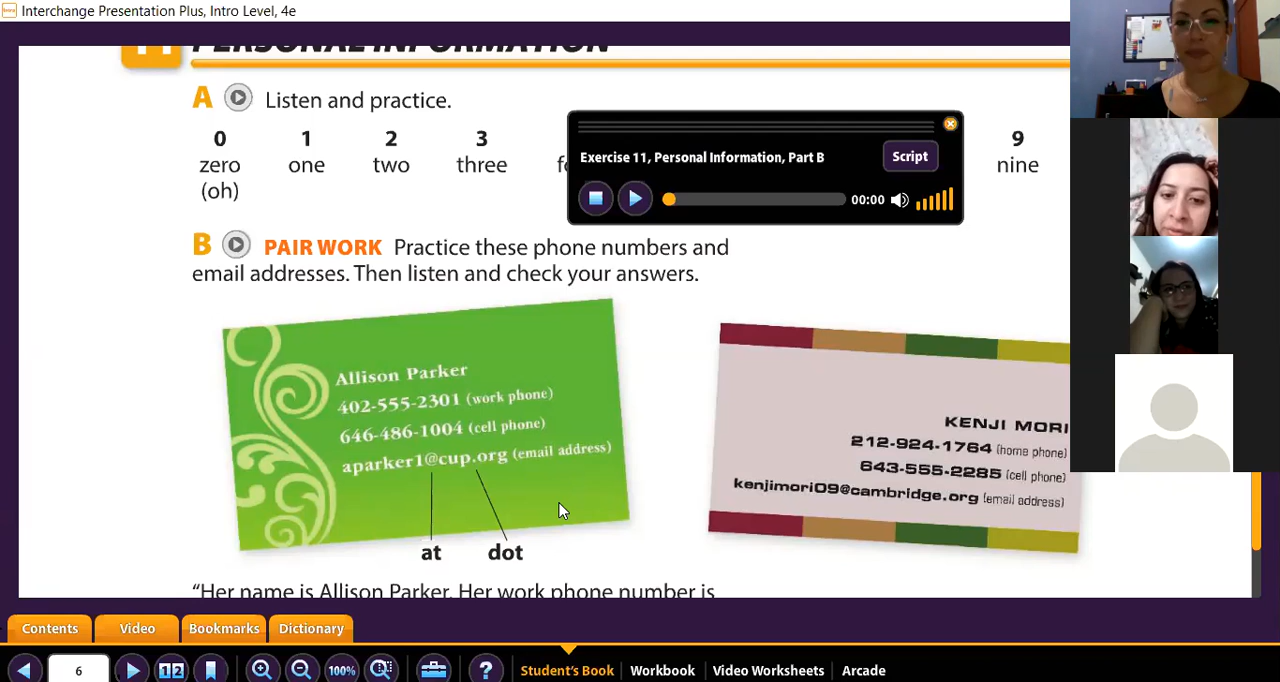 Interchange Presentation Plus, Intro Level, 4e
PERSONAL INFORMATION
A Listen and practice.
0 1 2 3 9
zero one two three nine
(oh)
Exercise 11, Personal Information, Part B
Script
00:00
B PAIR WORK Practice these phone numbers and
email addresses. Then listen and check your answers.
Allison Parker
402-555-2301 (work phone)
646-486-1004 (cell phone)
aparker1@cup.org (email address)
at dot
KENJI MORI
212-924-1764 (home phone)
643-555-2285 (cell phone)
kenjimori09@cambridge.org (email address)
"Her name is Allison Parker. Her work phone number is
Contents Video Bookmarks Dictionary
6 1 2 100% ? Student's Book Workbook Video Worksheets Arcade